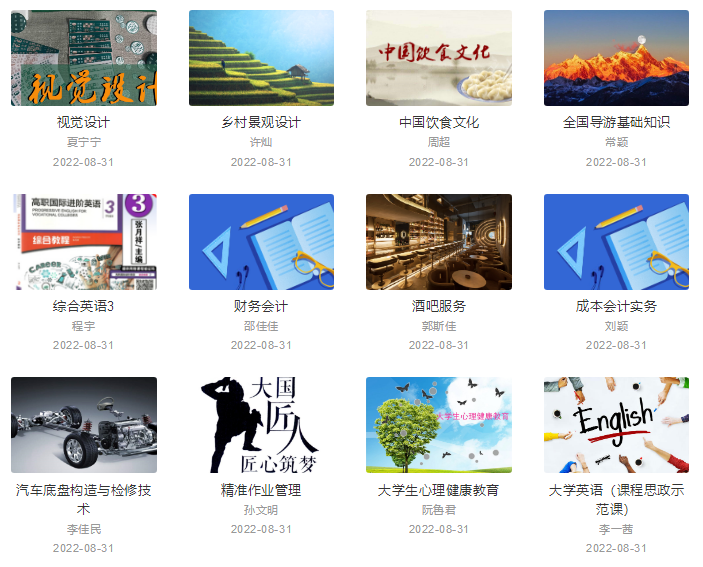 视觉设计
中国饮食文化
视觉设计
乡村景观设计
中国饮食文化
全国导游基础知识
夏宁宁
许灿
周超
常颖
2022-08-31
2022-08-31
2022-08-31
2022-08-31
高职国际进阶英语
PROGRESSIVE ENGLISH FOR
VOCATIONAL COLLEGES
3
3
张月祥
主编
综合教程
Career
综合英语3
财务会计
酒吧服务
成本会计实务
程宇
邵佳佳
郭斯佳
刘颖
2022-08-31
2022-08-31
2022-08-31
2022-08-31
大国
匠人
匠心筑梦
大学生心理健康教育
English
汽车底盘构造与检修技
术
精准作业管理
大学生心理健康教育
大学英语（课程思政示
范课）
李佳民
孙文明
阮鲁君
李一茜
2022-08-31
2022-08-31
2022-08-31
2022-08-31